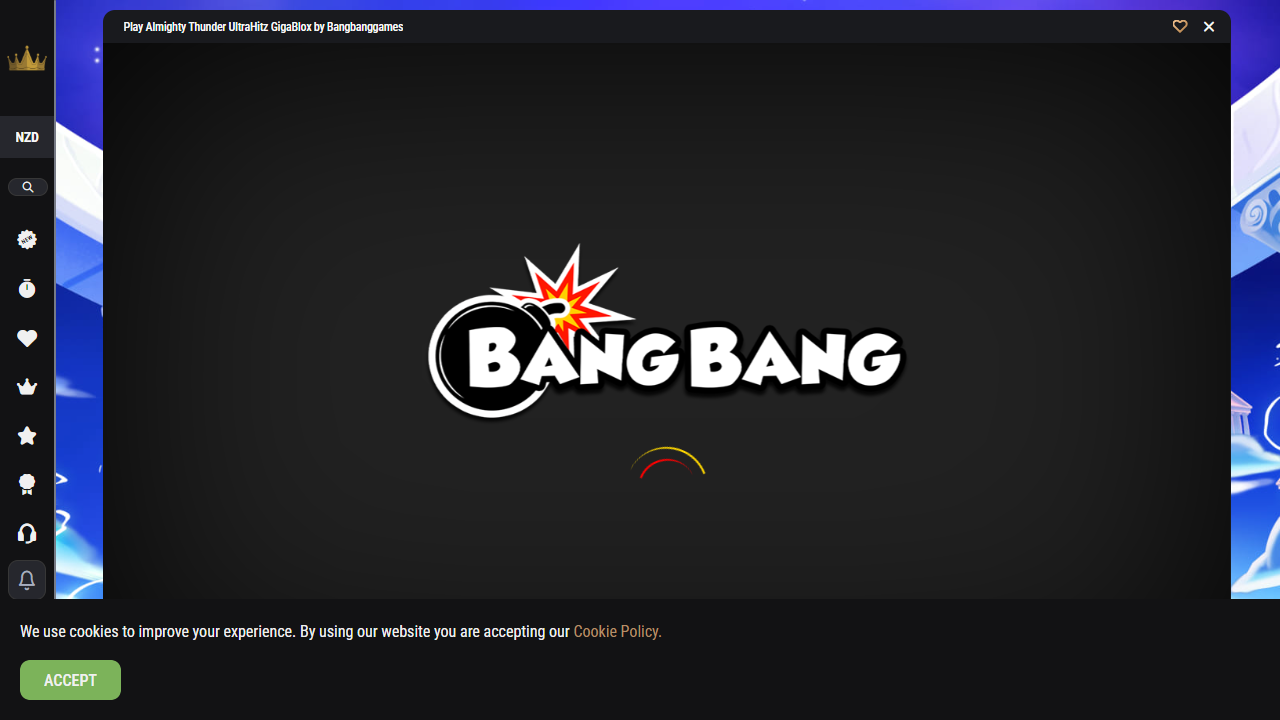 Play Almighty Thunder UltraHitz GigaBlox by Bangbanggames
NZD
NEW
BANG BANG
We use cookies to improve your experience. By using our website you are accepting our Cookie Policy.
ACCEPT